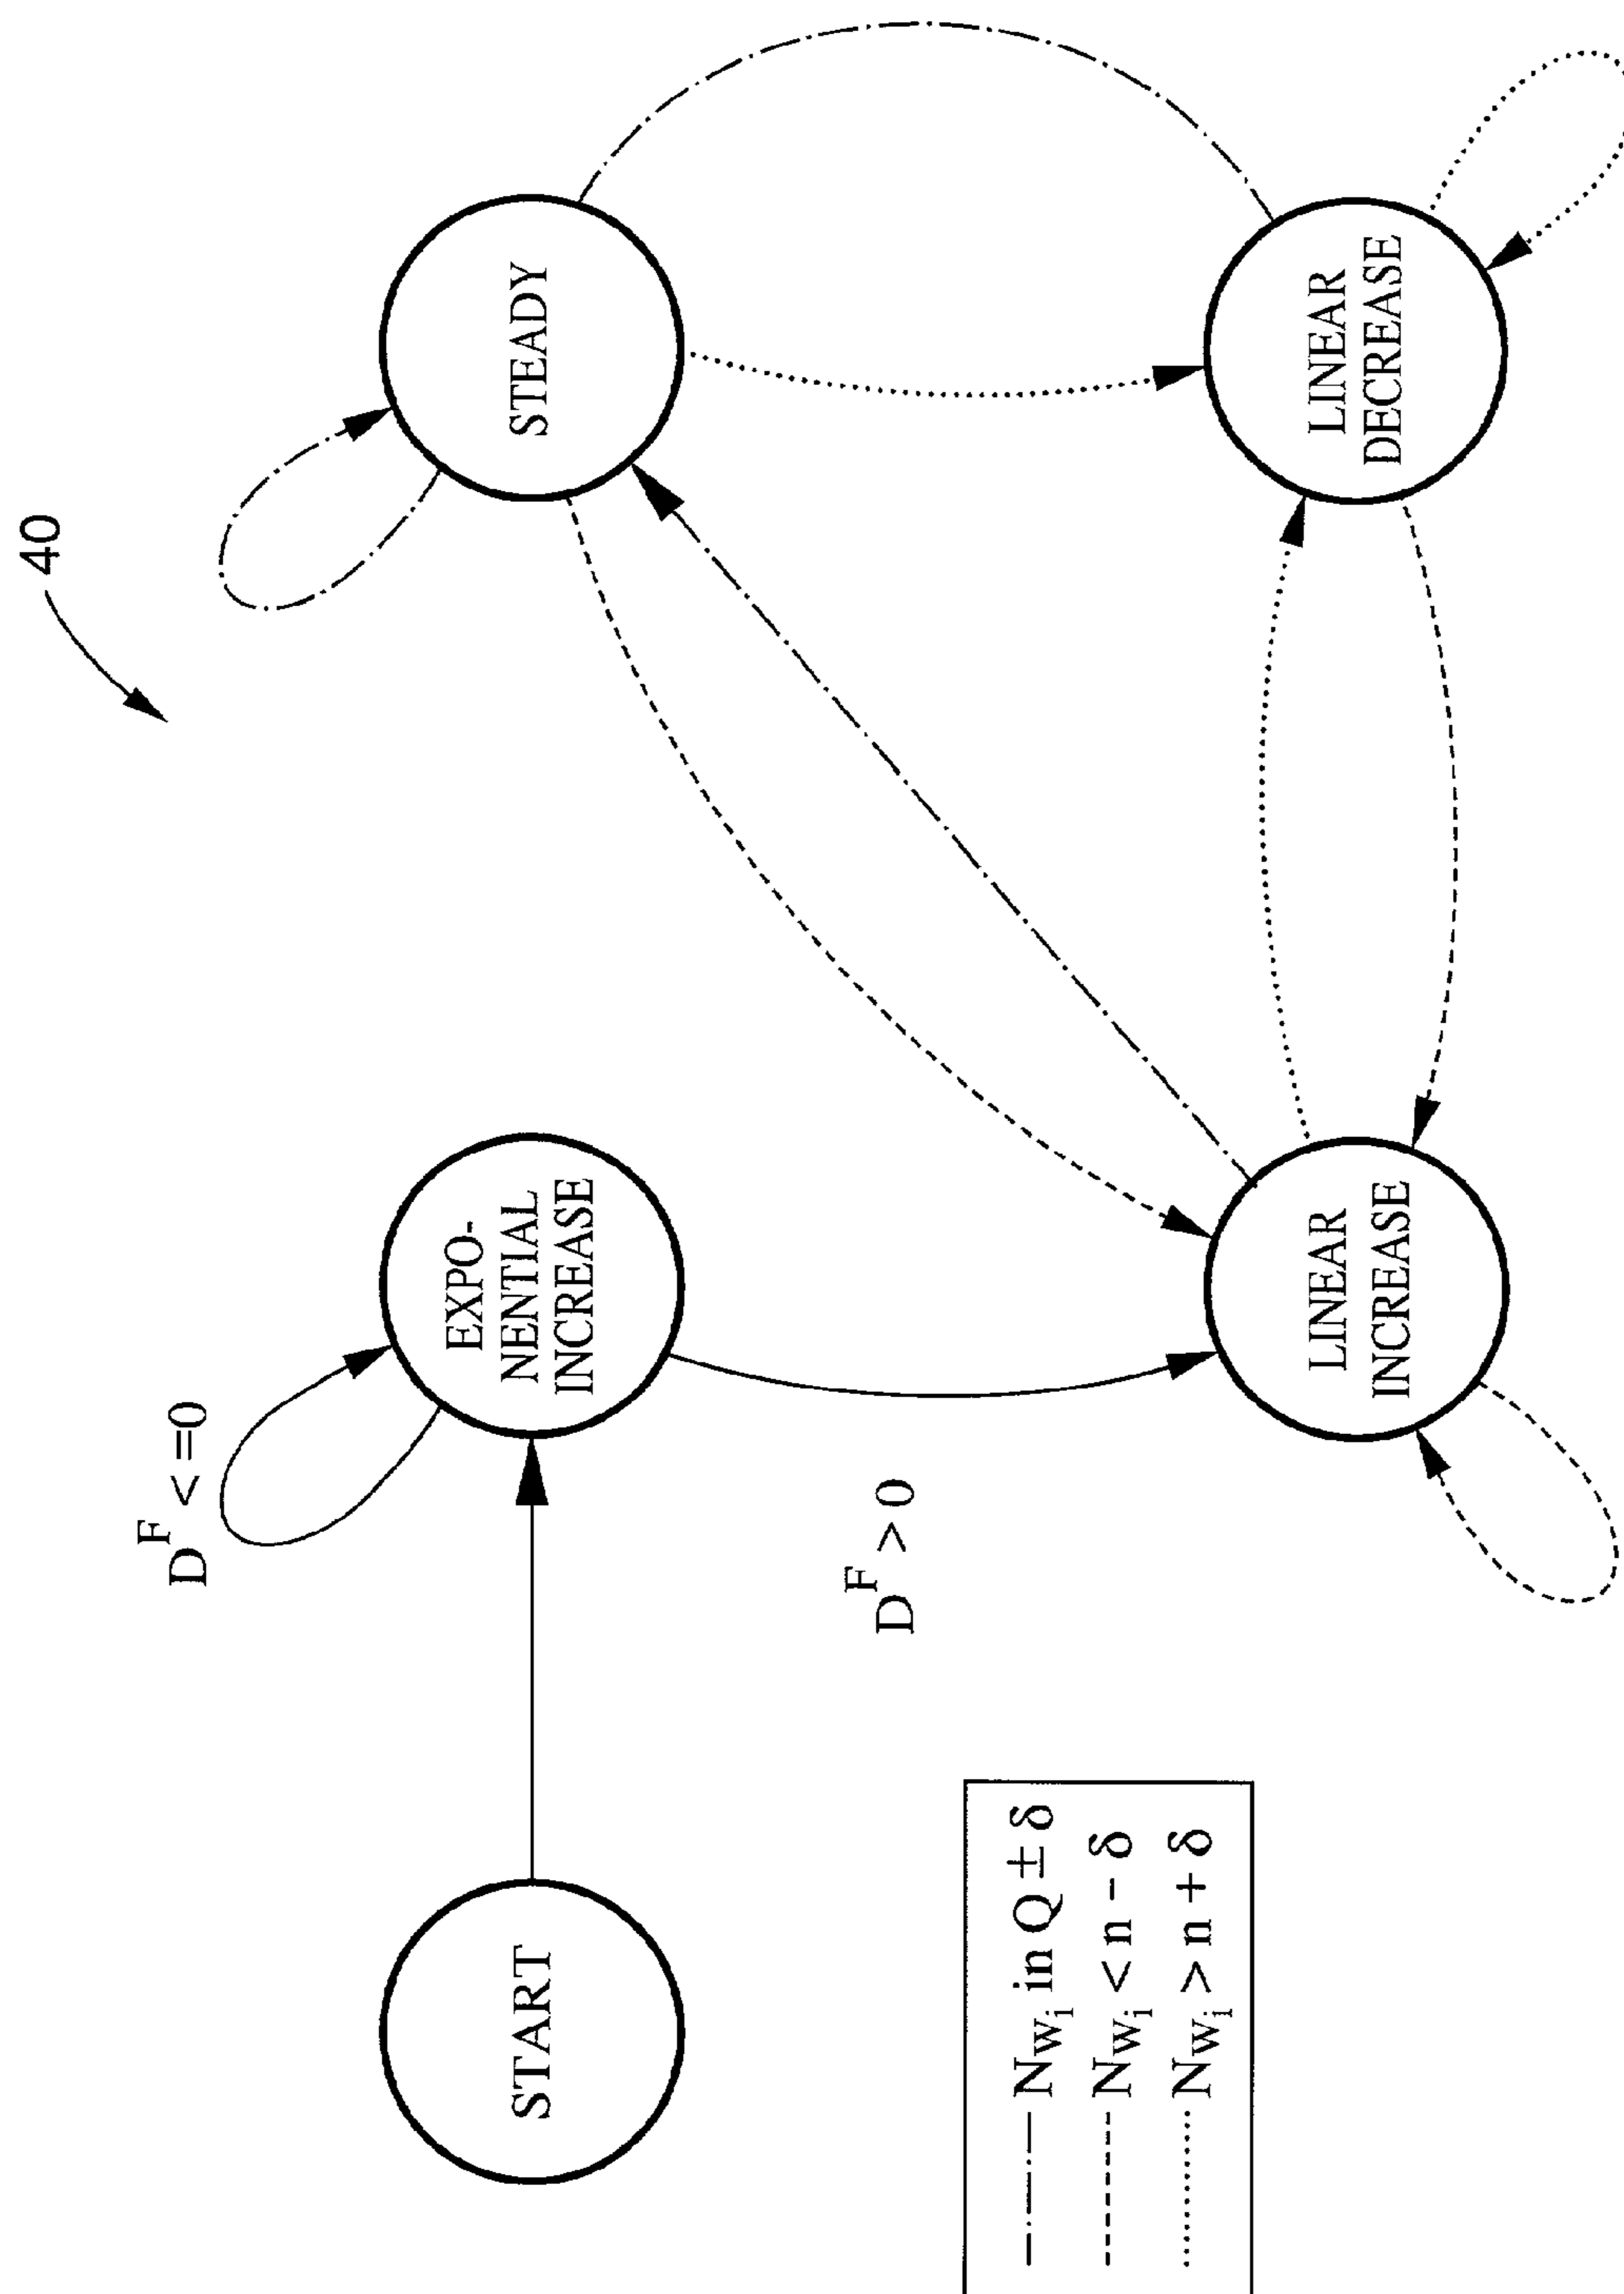 40
D^F <=0
START
EXPO-
NENTIAL
INCREASE
STEADY
D^F >0
LINEAR
INCREASE
LINEAR
DECREASE
N_{W_i} in Q ± δ
N_{W_i} < n - δ
N_{W_i} > n + δ